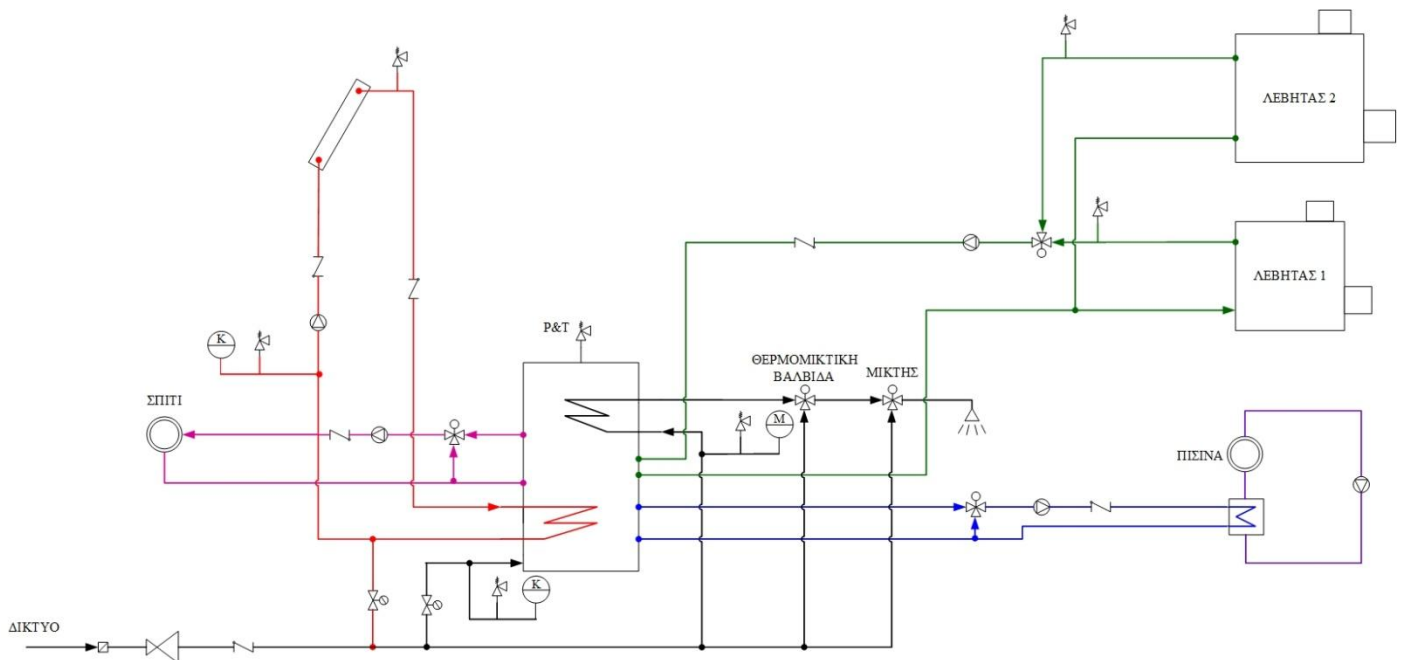 ΛΕΒΗΤΑΣ 2
ΛΕΒΗΤΑΣ 1
P&T
K
ΘΕΡΜΟΜΙΚΤΙΚΗ
ΒΑΛΒΙΔΑ
ΜΙΚΤΗΣ
ΣΠΙΤΙ
M
ΠΙΣΙΝΑ
K
ΔΙΚΤΥΟ